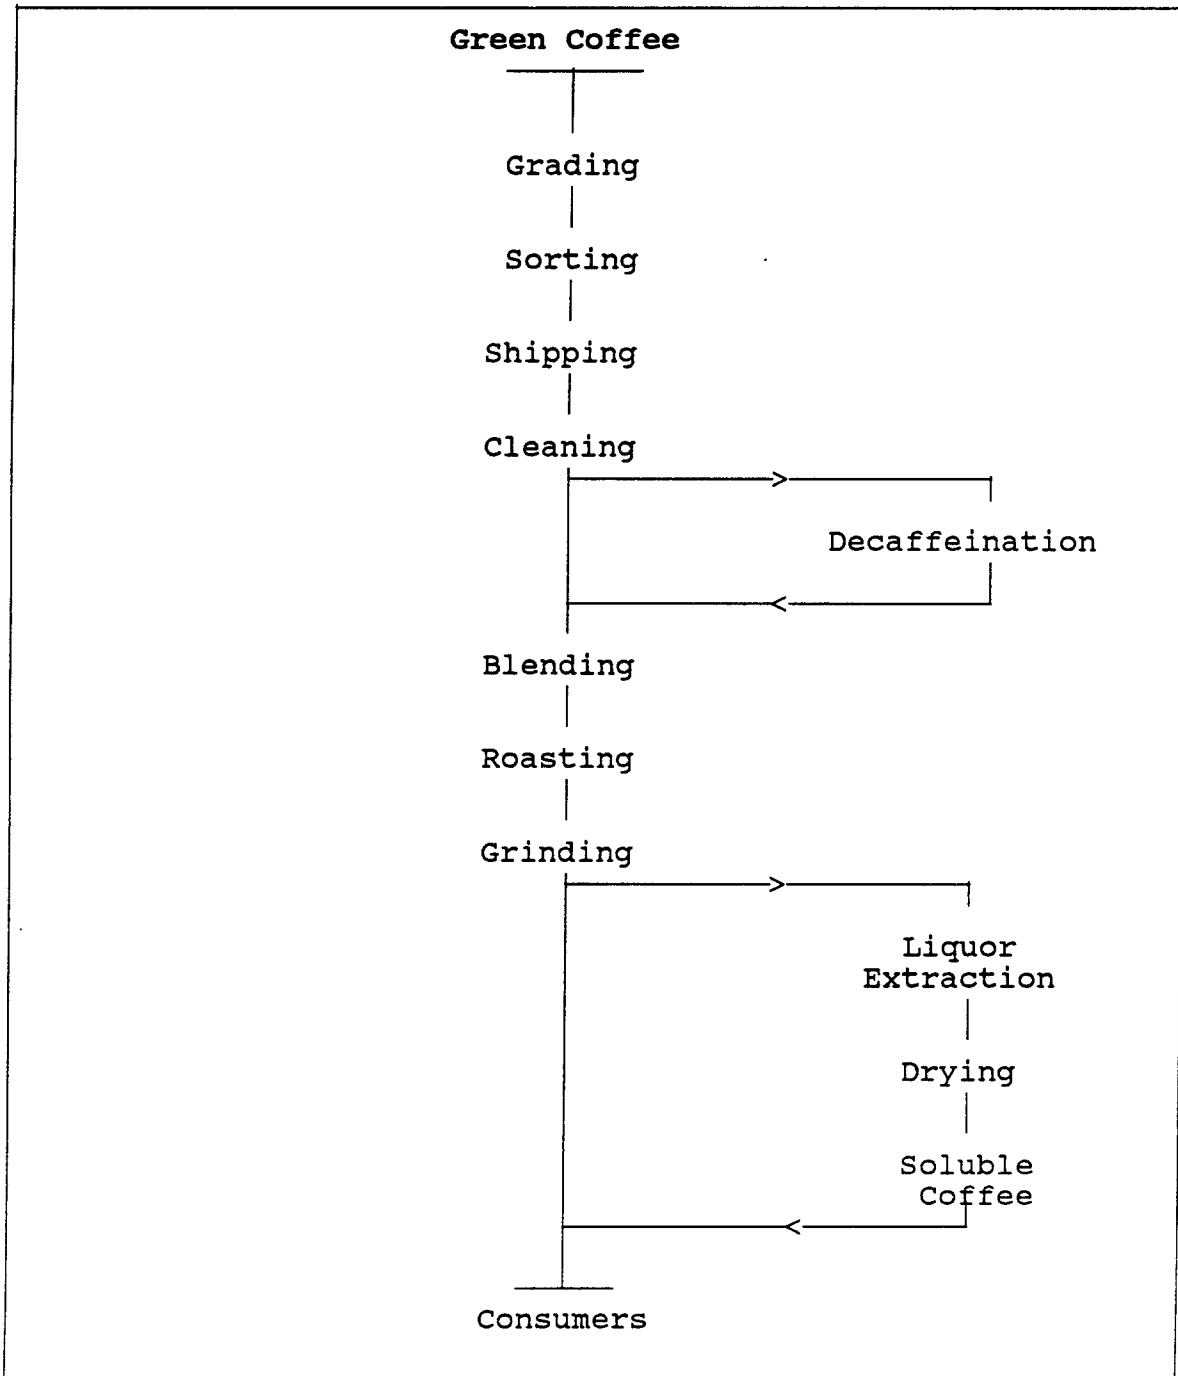 Green Coffee
Grading
Sorting
Shipping
Cleaning
Decaffeination
Blending
Roasting
Grinding
Liquor
Extraction
Drying
Soluble
Coffee
Consumers